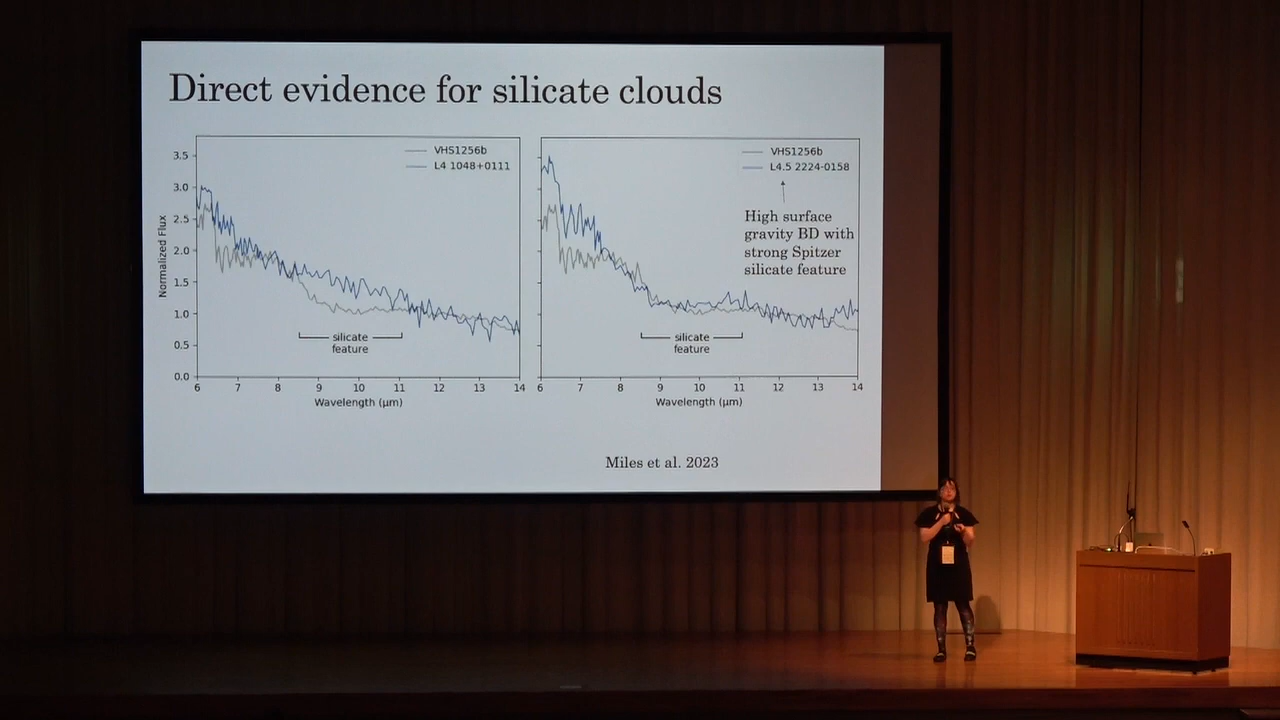 Direct evidence for silicate clouds
VHS1256b
L4 1048+0111
3.5
3.0
2.5
2.0
1.5
1.0
0.5
0.0
Normalized Flux
silicate
feature
6 7 8 9 10 11 12 13 14
Wavelength (μm)
VHS1256b
L4.5 2224-0158
High surface
gravity BD with
strong Spitzer
silicate feature
silicate
feature
6 7 8 9 10 11 12 13 14
Wavelength (μm)
Miles et al. 2023